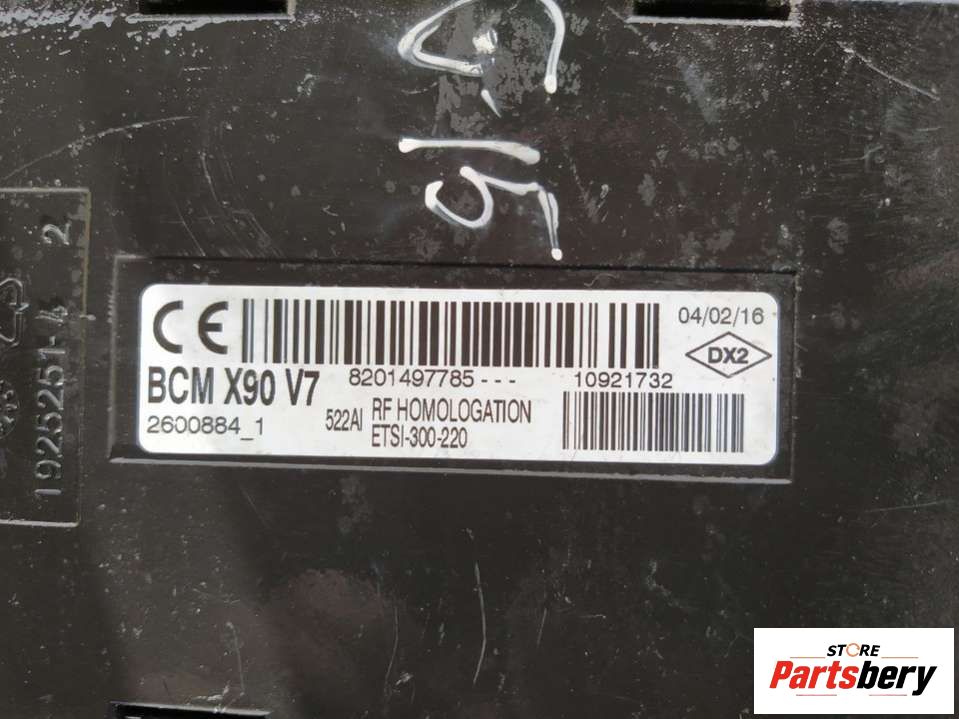 04/02/16
CE
DX2
BCM X90 V7
8201497785---
10921732
2600884_1
522AI
RF HOMOLOGATION
ETSI-300-220
2
STORE
Partsbery